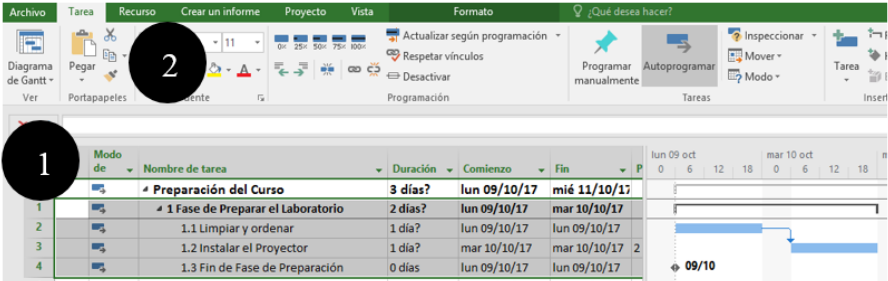 Archivo Tarea Recurso Crear un informe Proyecto Vista Formato ¿Qué desea hacer?
Diagrama de Gantt
Ver
Pegar
Portapapeles
2
11
0× 25× 50× 75× 100×
Actualizar según programación
Respetar vínculos
Desactivar
Programación
Programar manualmente
Autoprogramar
Inspeccionar
Mover
Modo
Tareas
Tarea
1
Modo de Nombre de tarea Duración Comienzo Fin P
lun 09 oct mar 10 oct
0 6 12 18 0 6 12 18
Preparación del Curso 3 días? lun 09/10/17 mié 11/10/17
1 1 Fase de Preparar el Laboratorio 2 días? lun 09/10/17 mar 10/10/17
2 1.1 Limpiar y ordenar 1 día? lun 09/10/17 lun 09/10/17
3 1.2 Instalar el Proyector 1 día? mar 10/10/17 mar 10/10/17 2
4 1.3 Fin de Fase de Preparación 0 días lun 09/10/17 lun 09/10/17 09/10